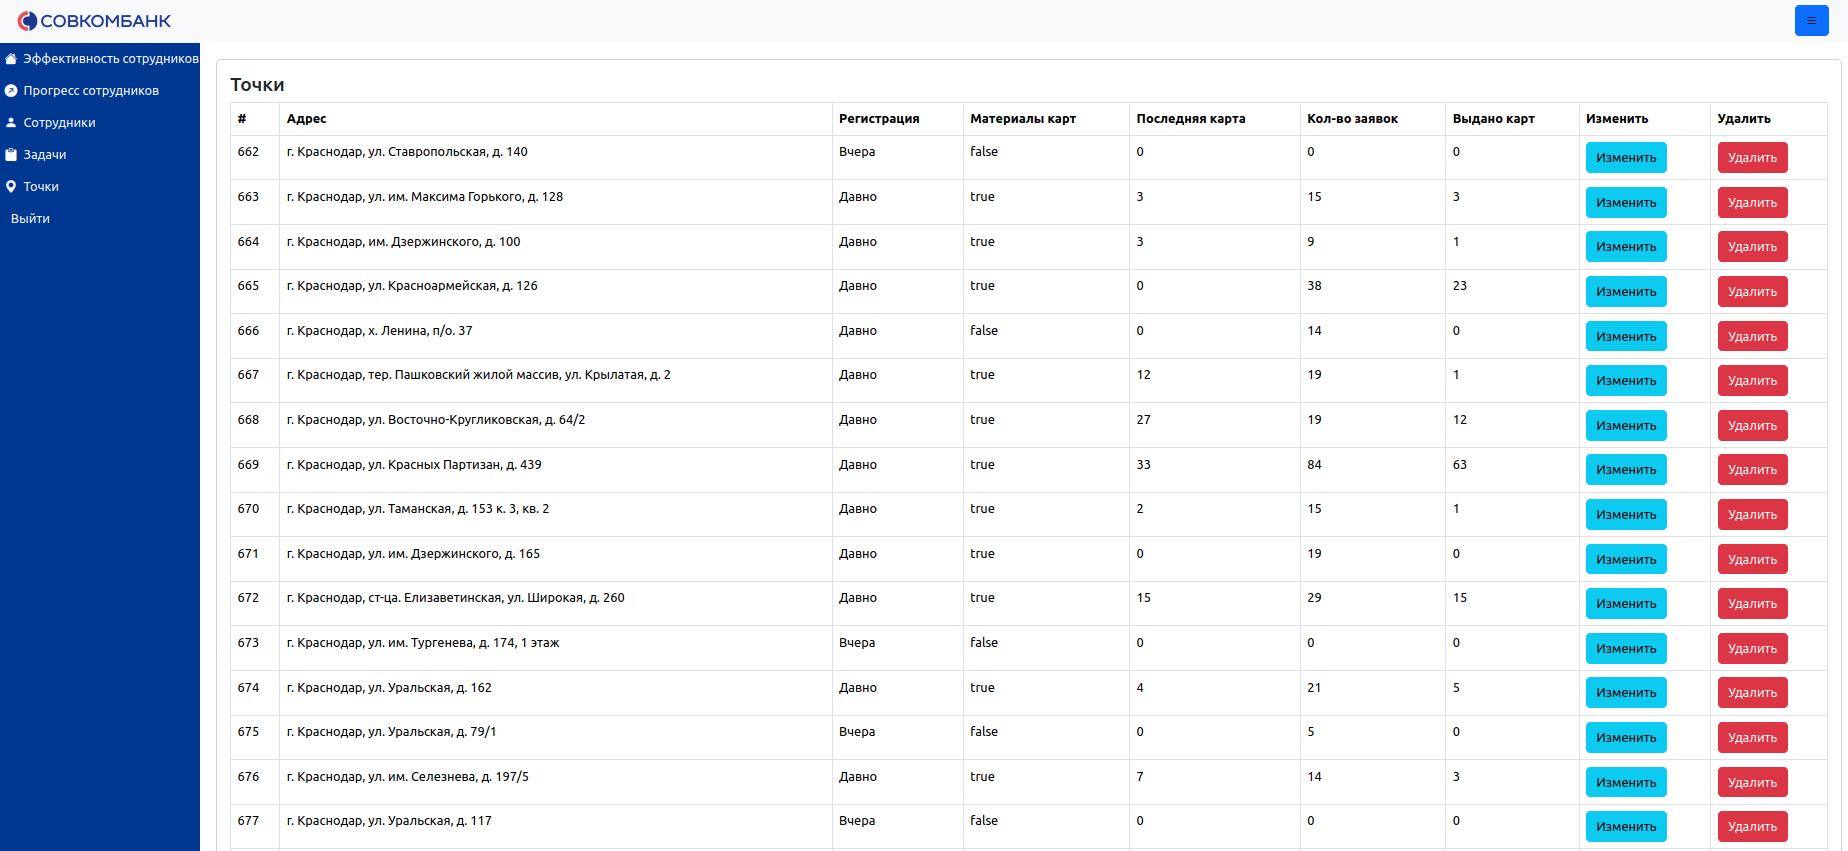 СОВКОМБАНК
Эффективность сотрудников
Прогресс сотрудников
Сотрудники
Задачи
Точки
Выйти
Точки
# Адрес Регистрация Материалы карт Последняя карта Кол-во заявок Выдано карт Изменить Удалить
662 г. Краснодар, ул. Ставропольская, д. 140 Вчера false 0 0 0 Изменить Удалить
663 г. Краснодар, ул. им. Максима Горького, д. 128 Давно true 3 15 3 Изменить Удалить
664 г. Краснодар, им. Дзержинского, д. 100 Давно true 3 9 1 Изменить Удалить
665 г. Краснодар, ул. Красноармейская, д. 126 Давно true 0 38 23 Изменить Удалить
666 г. Краснодар, х. Ленина, п/о. 37 Давно false 0 14 0 Изменить Удалить
667 г. Краснодар, тер. Пашковский жилой массив, ул. Крылатая, д. 2 Давно true 12 19 1 Изменить Удалить
668 г. Краснодар, ул. Восточно-Кругликовская, д. 64/2 Давно true 27 19 12 Изменить Удалить
669 г. Краснодар, ул. Красных Партизан, д. 439 Давно true 33 84 63 Изменить Удалить
670 г. Краснодар, ул. Таманская, д. 153 к. 3, кв. 2 Давно true 2 15 1 Изменить Удалить
671 г. Краснодар, ул. им. Дзержинского, д. 165 Давно true 0 19 0 Изменить Удалить
672 г. Краснодар, ст-ца. Елизаветинская, ул. Широкая, д. 260 Давно true 15 29 15 Изменить Удалить
673 г. Краснодар, ул. им. Тургенева, д. 174, 1 этаж Вчера false 0 0 0 Изменить Удалить
674 г. Краснодар, ул. Уральская, д. 162 Давно true 4 21 5 Изменить Удалить
675 г. Краснодар, ул. Уральская, д. 79/1 Вчера false 0 5 0 Изменить Удалить
676 г. Краснодар, ул. им. Селезнева, д. 197/5 Давно true 7 14 3 Изменить Удалить
677 г. Краснодар, ул. Уральская, д. 117 Вчера false 0 0 0 Изменить Удалить